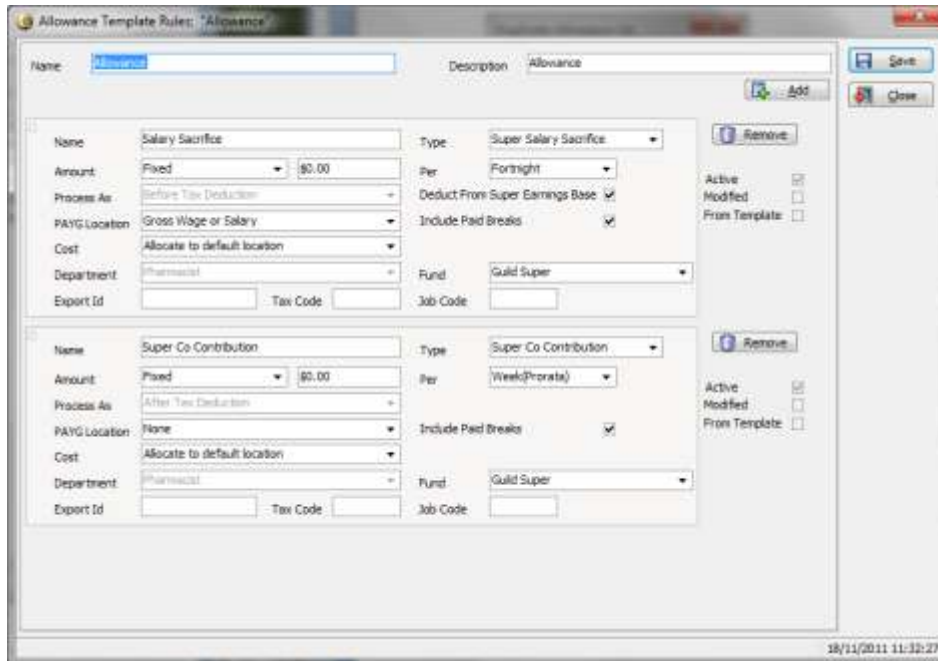 Allowance Template Rules: "Allowance"
Name Allowance Description Allowance
Save
Add
Close
Name Salary Sacrifice Type Super Salary Sacrifice Remove
Amount Fixed $0.00 Per Fortnight
Active
Process As Before Tax Deduction Deduct From Super Earnings Base
Modified
PAYG Location Gross Wage or Salary Include Paid Breaks
From Template
Cost Allocate to default location
Department Pharmacist Fund Guild Super
Export Id Tax Code Job Code
Name Super Co Contribution Type Super Co Contribution Remove
Amount Fixed $0.00 Per Week(Prorata)
Active
Process As After Tax Deduction
Modified
PAYG Location None Include Paid Breaks
From Template
Cost Allocate to default location
Department Pharmacist Fund Guild Super
Export Id Tax Code Job Code
18/11/2011 11:32:27